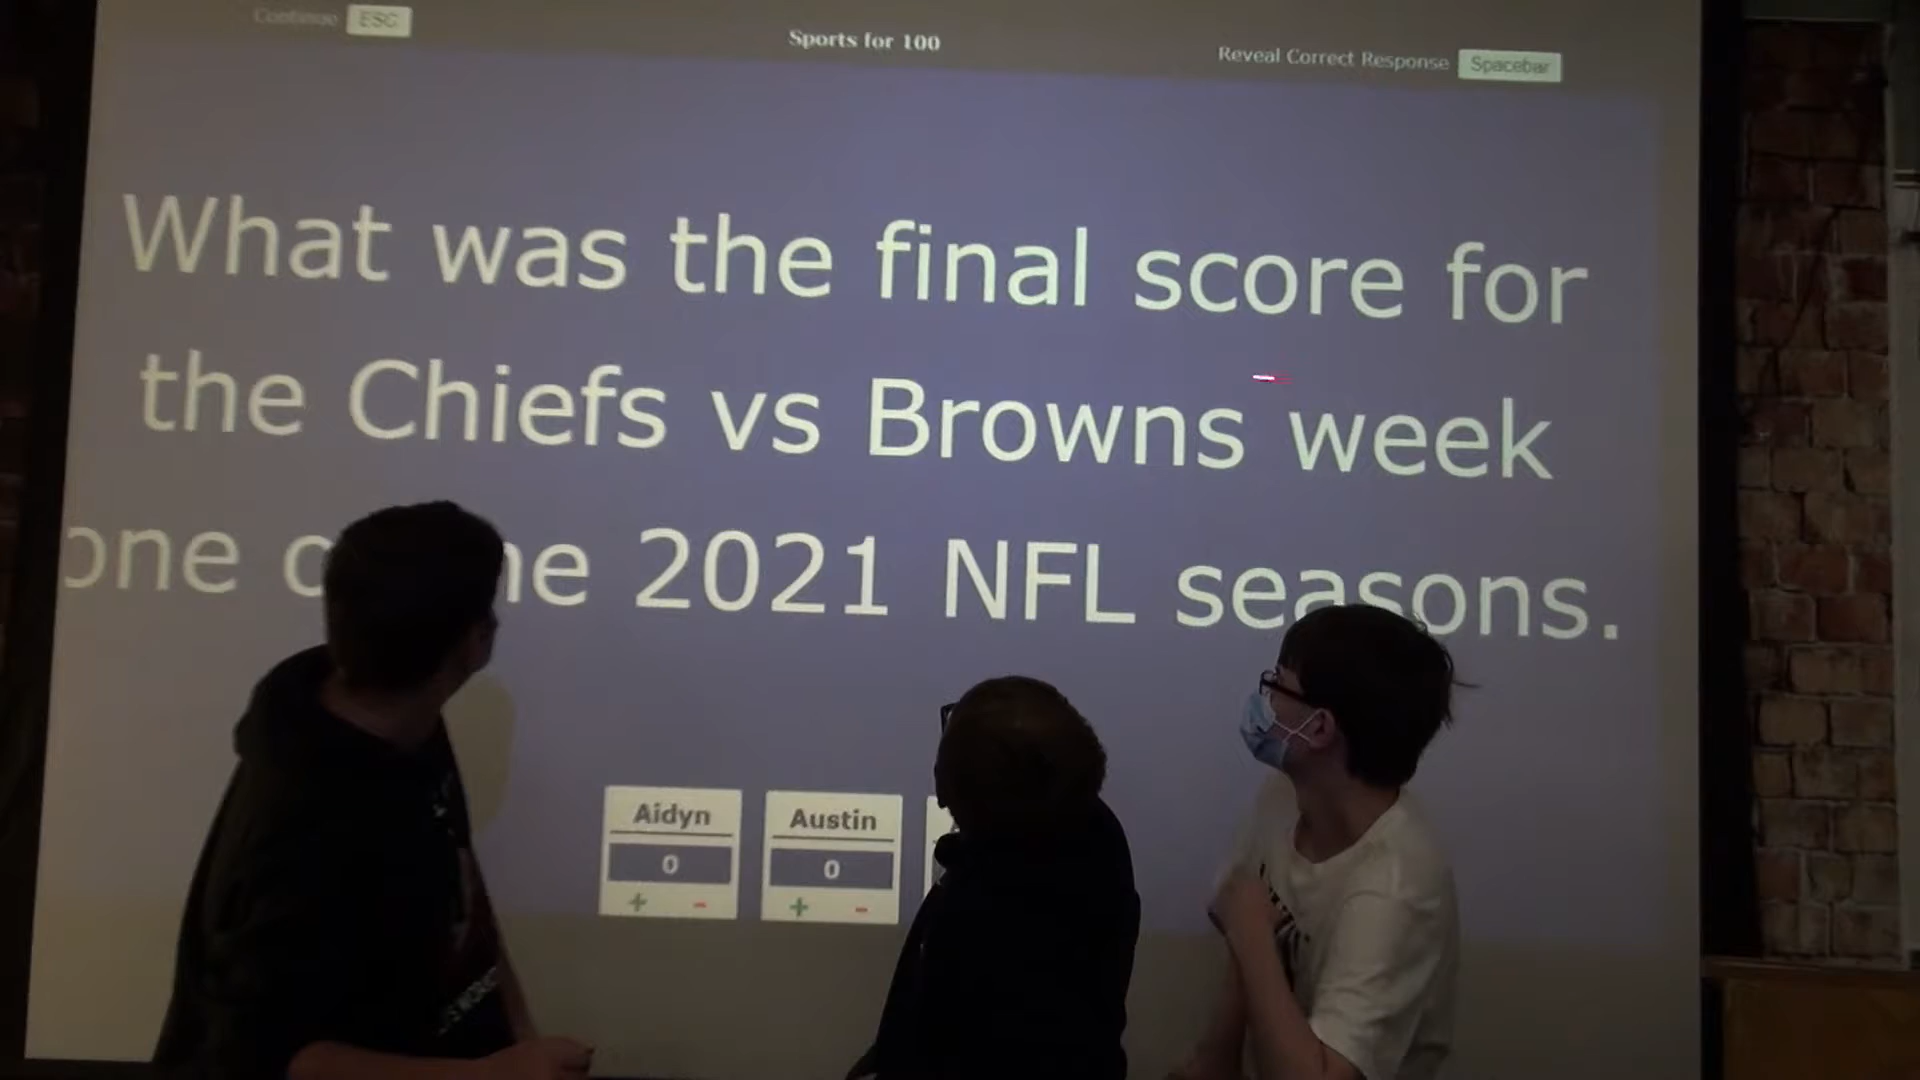 Continue ESC
Sports for 100
Reveal Correct Response Spacebar
What was the final score for
the Chiefs vs Browns week
one 2021 NFL seasons.
Aidyn
0
+ -
Austin
0
+ -